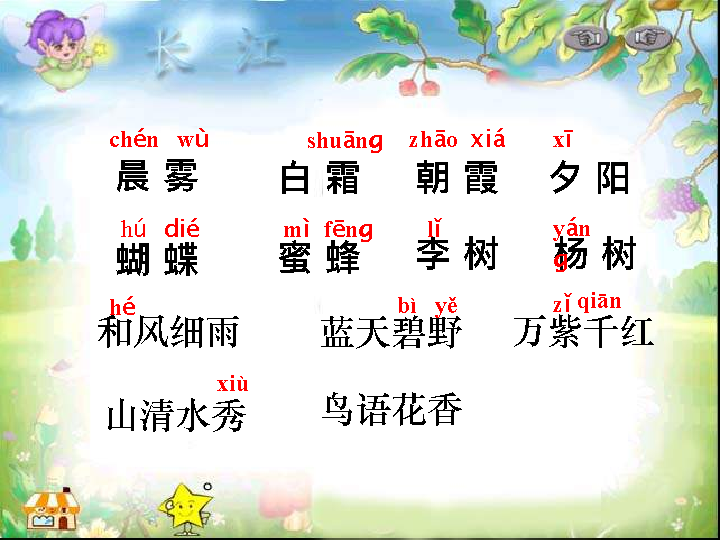 长 江
chén wù shuāng zhāo xiá xī
晨 雾 白 霜 朝 霞 夕 阳
hú dié mì fēng lǐ yáng
蝴 蝶 蜜 蜂 李 树 杨 树
hé bì yě zǐ qiān
和风细雨 蓝天碧野 万紫千红
xiù
山清水秀 鸟语花香